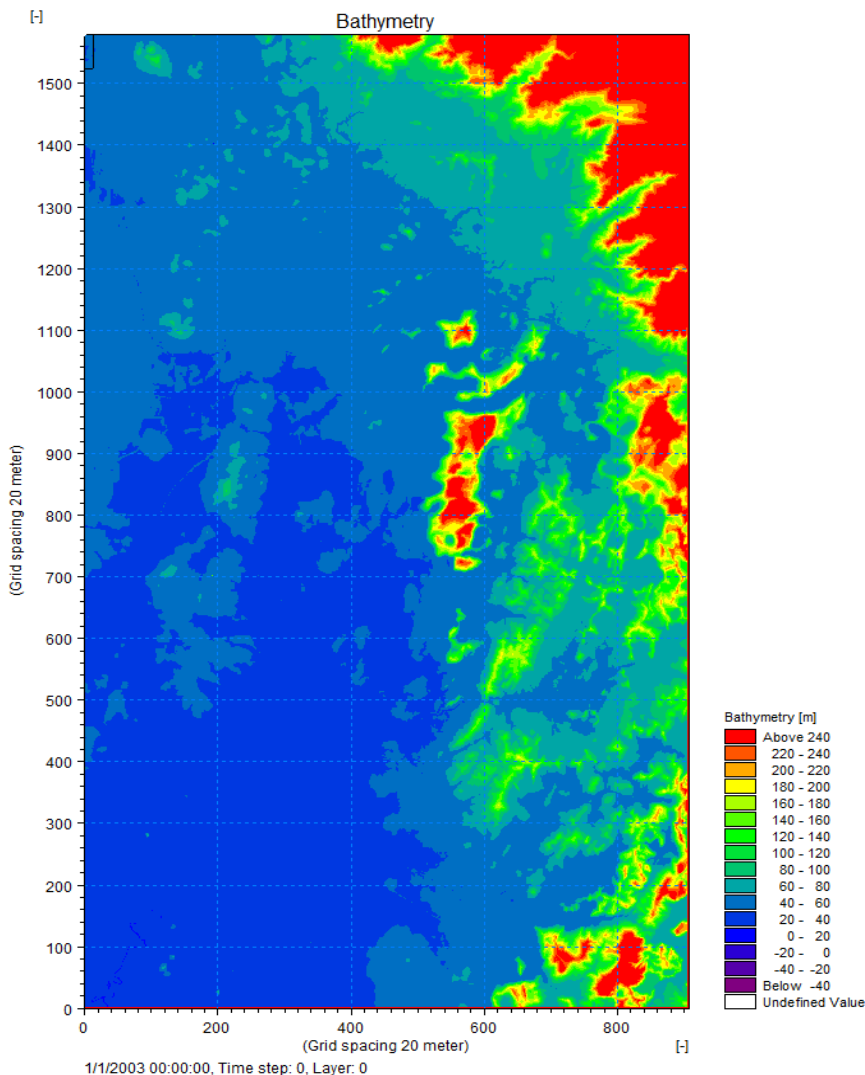 [-]
Bathymetry
1500
1400
1300
1200
1100
1000
900
800
700
600
500
400
300
200
100
0
(Grid spacing 20 meter)
0
200
400
600
800
(Grid spacing 20 meter)
[-]
1/1/2003 00:00:00, Time step: 0, Layer: 0
Bathymetry [m]
Above 240
220 - 240
200 - 220
180 - 200
160 - 180
140 - 160
120 - 140
100 - 120
80 - 100
60 - 80
40 - 60
20 - 40
0 - 20
-20 - 0
-40 - -20
Below -40
Undefined Value